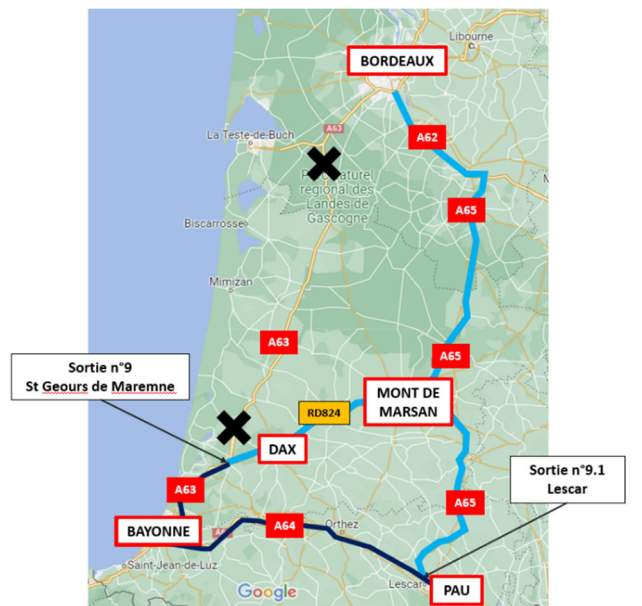 Libourne
BORDEAUX
A63
La Teste-de-Buch
A62
régional des
Landes de
Gascogne
A65
Biscarrosse
Mimizan
A63
Sortie n°9
St Geours de Maremne
A65
MONT DE
MARSAN
RD824
DAX
Sortie n°9.1
Lescar
A63
A65
BAYONNE
A64
Orthez
Saint-Jean-de-Luz
Google
Lescar
PAU